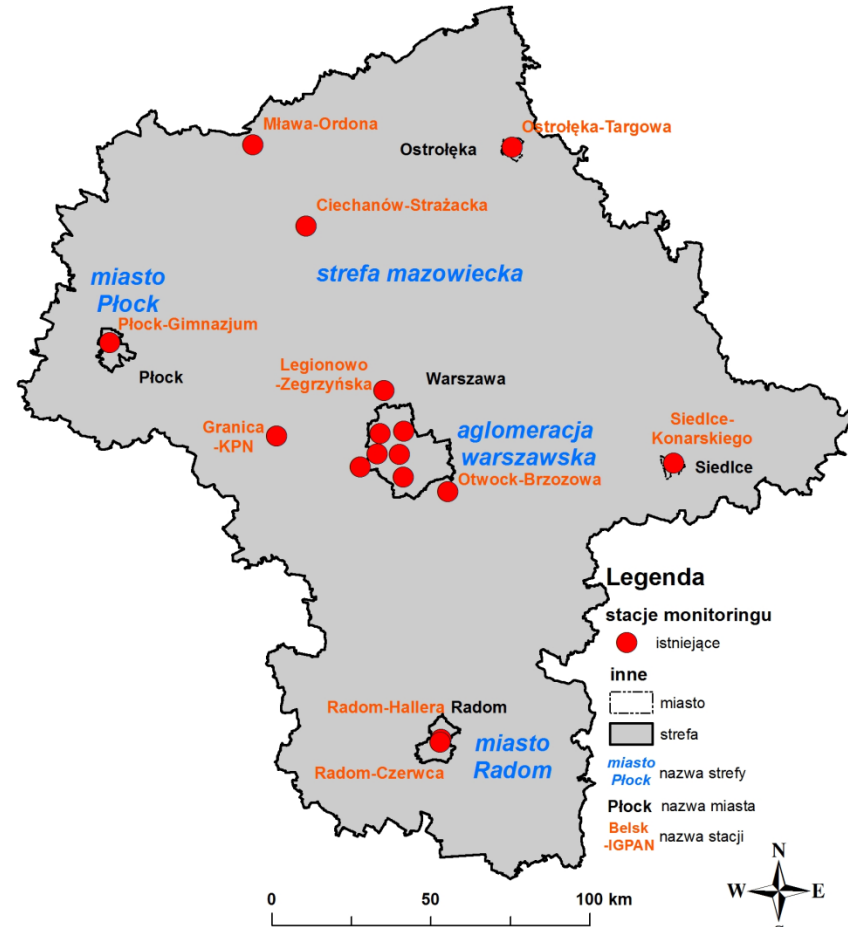 Mława-Ordona
Ostrołęka-Targowa
Ostrołęka
Ciechanów-Strażacka
miasto
Płock
strefa mazowiecka
Płock-Gimnazjum
Płock
Legionowo
-Zegrzyńska
Warszawa
Granica
-KPN
aglomeracja
warszawska
Siedlce-
Konarskiego
Siedlce
Otwock-Brzozowa
Legenda
stacje monitoringu
istniejące
inne
miasto
strefa
miasto
Płock
nazwa strefy
Płock
nazwa miasta
Belsk
-IGPAN
nazwa stacji
Radom-Hallera
Radom
miasto
Radom
Radom-Czerwca
0
50
100 km
N
W
E